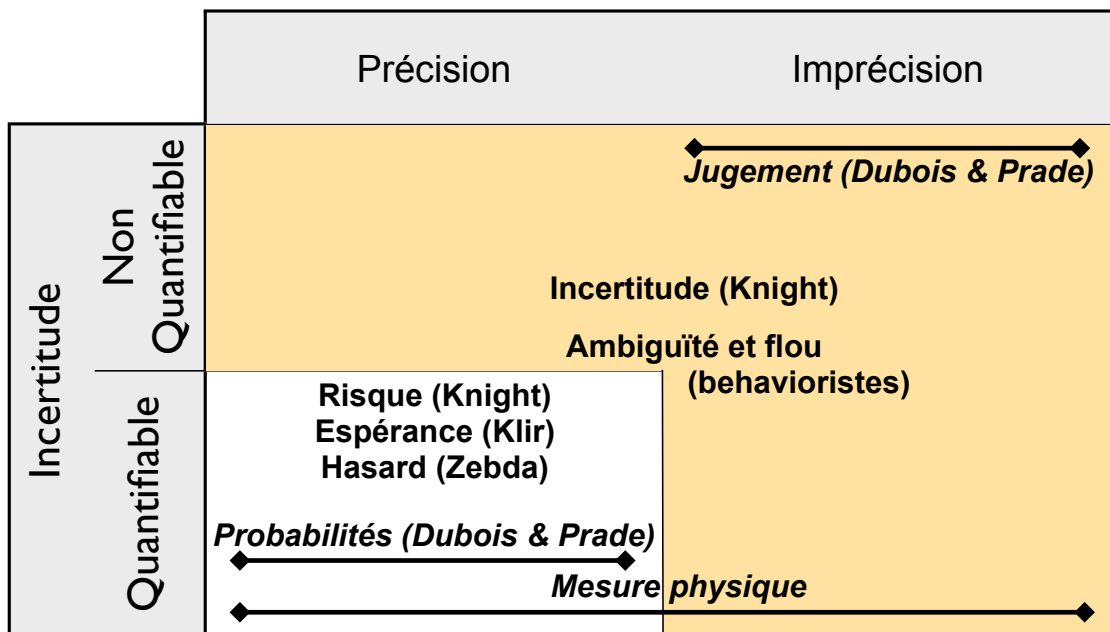 Précision
Imprécision
Incertitude
Non
Quantifiable
Jugement (Dubois & Prade)
Incertitude (Knight)
Ambiguïté et flou
(behavioristes)
Quantifiable
Risque (Knight)
Espérance (Klir)
Hasard (Zebda)
Probabilités (Dubois & Prade)
Mesure physique